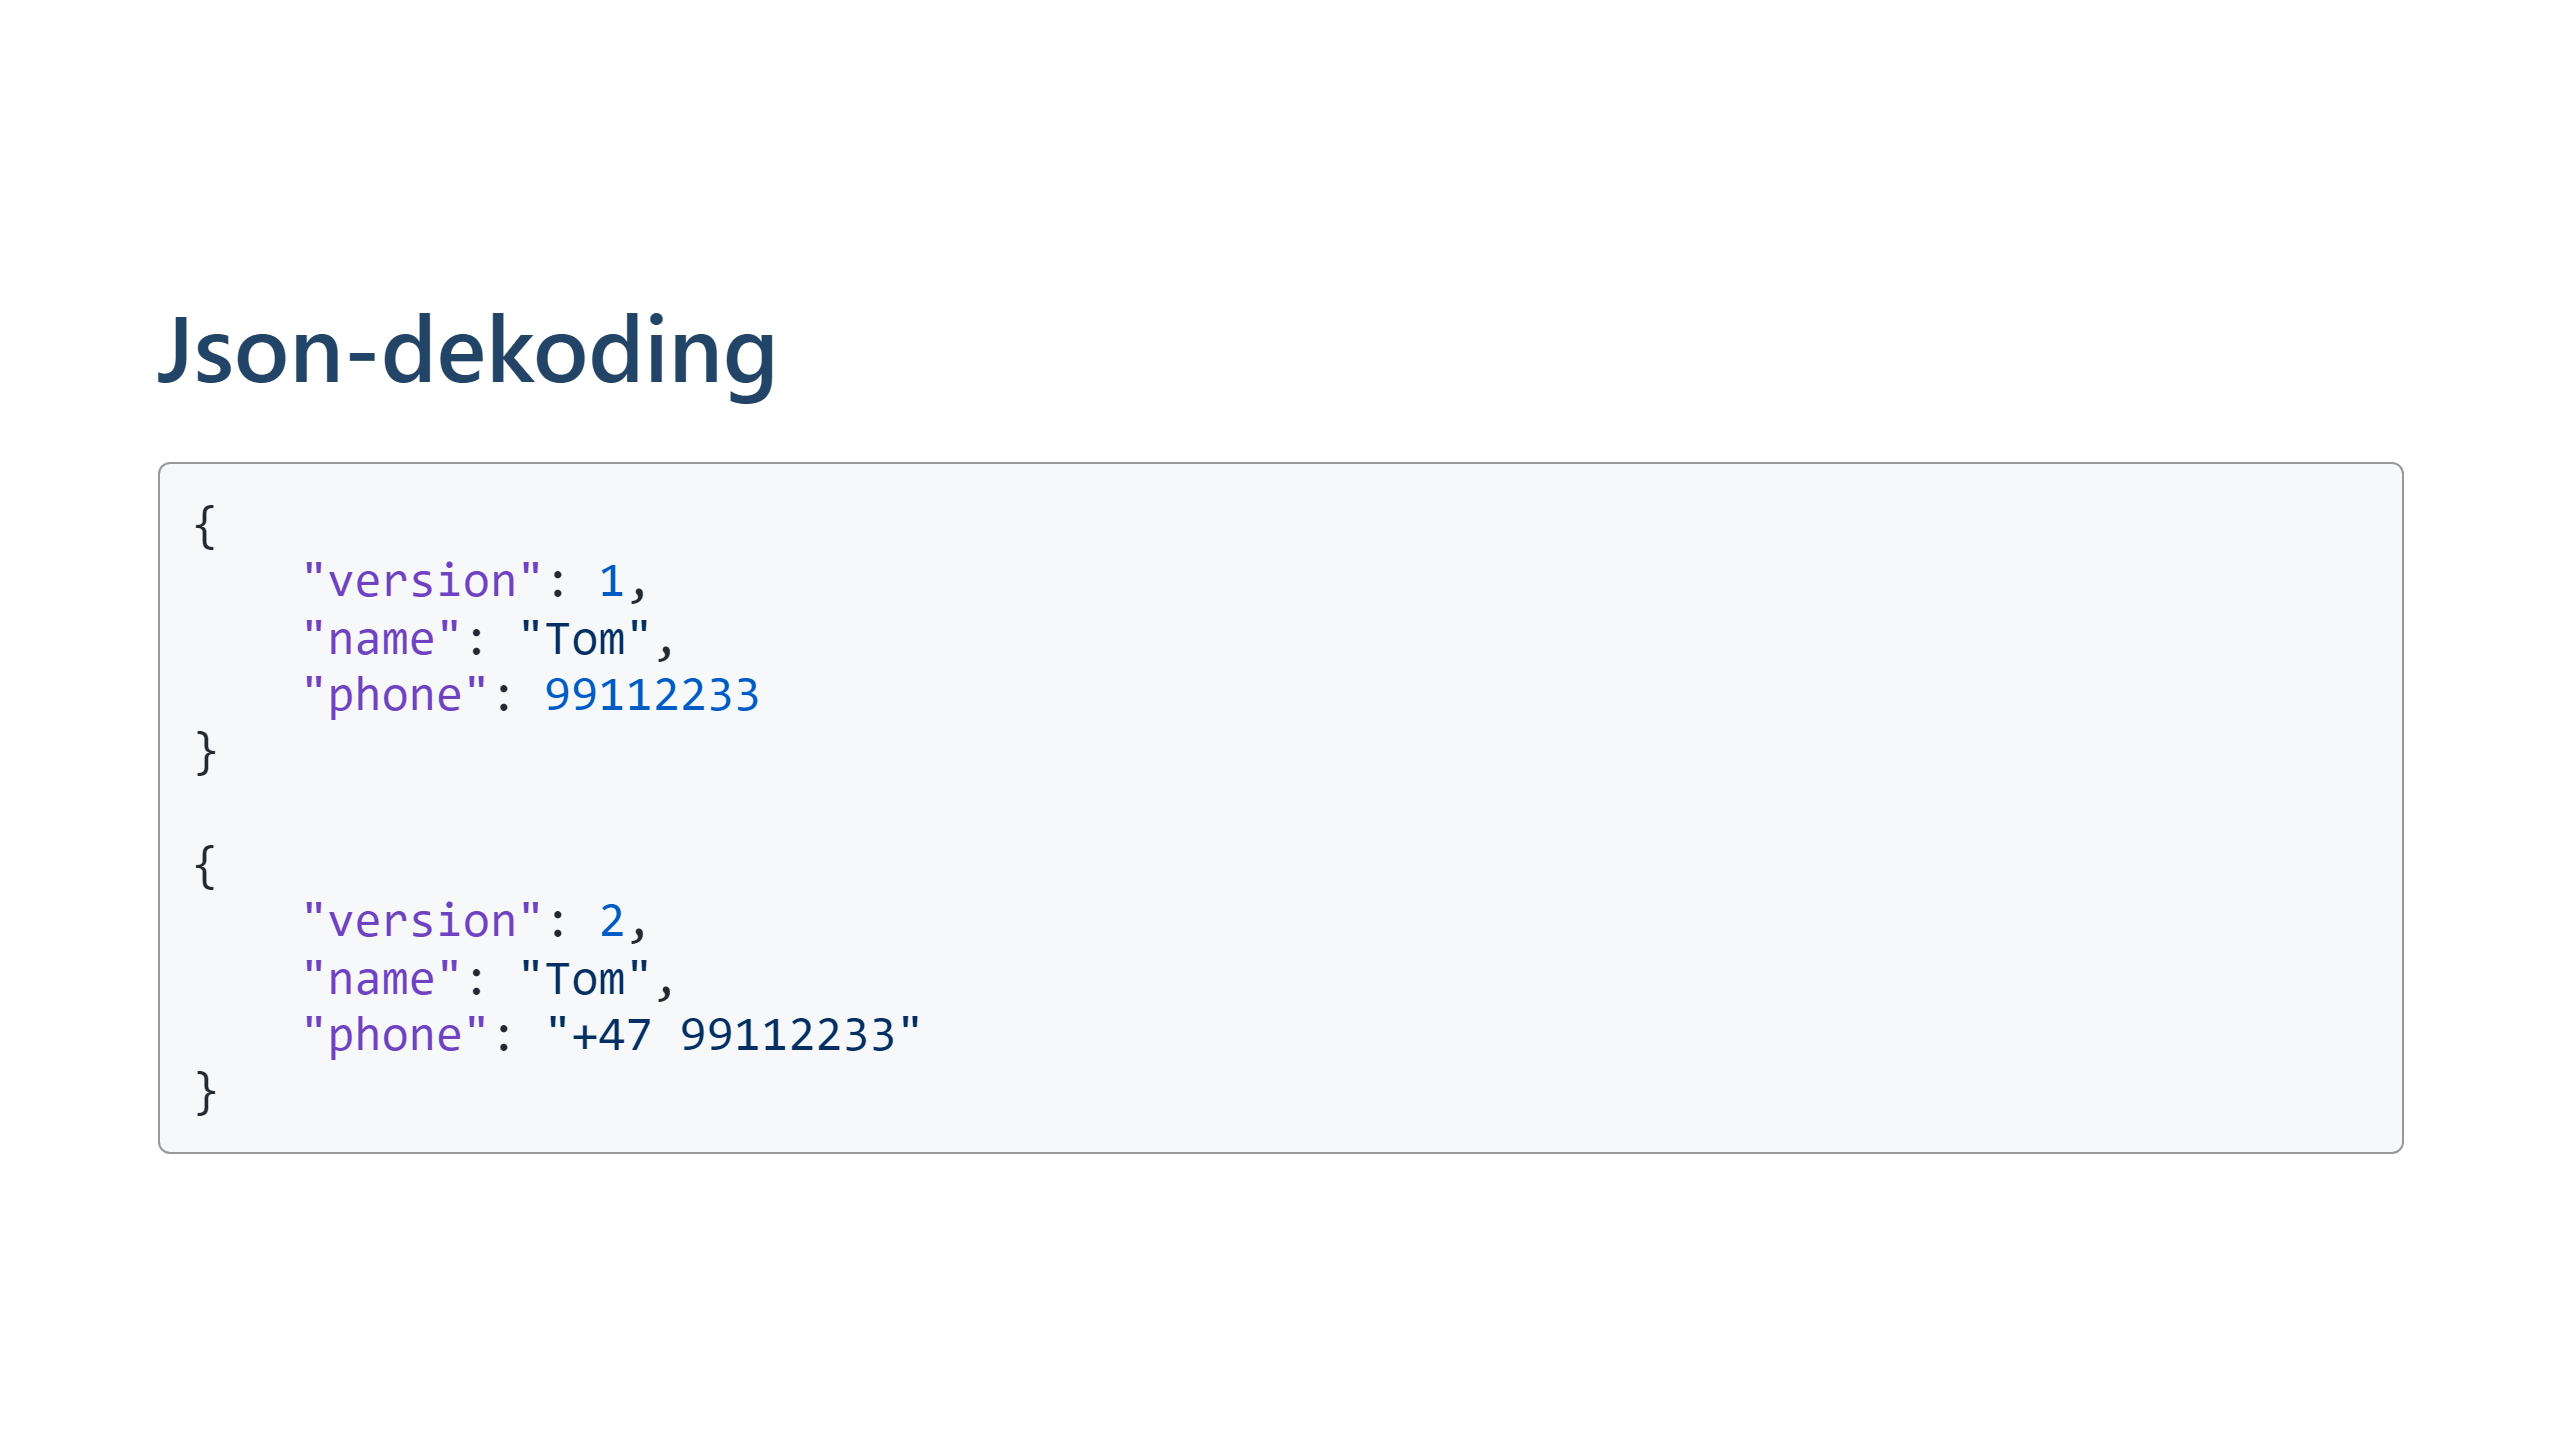 Json-dekoding
{
    "version": 1,
    "name": "Tom",
    "phone": 99112233
}
{
    "version": 2,
    "name": "Tom",
    "phone": "+47 99112233"
}